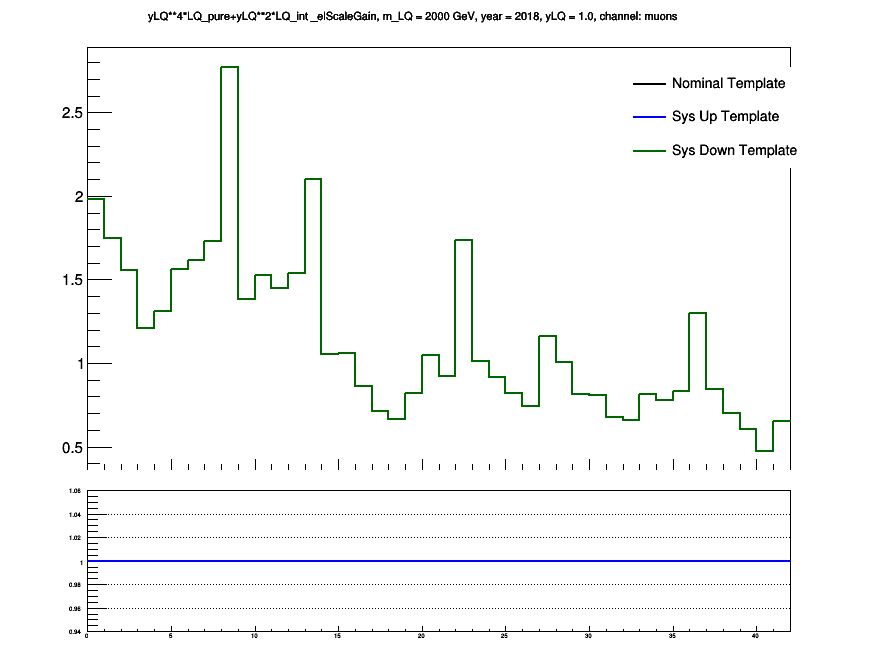 yLQ**4*LQ_pure+yLQ**2*LQ_int _elScaleGain, m_LQ = 2000 GeV, year = 2018, yLQ = 1.0, channel: muons
Nominal Template
Sys Up Template
Sys Down Template
2.5
2
1.5
1
0.5
1.06
1.04
1.02
1
0.98
0.96
0.94
0 5 10 15 20 25 30 35 40